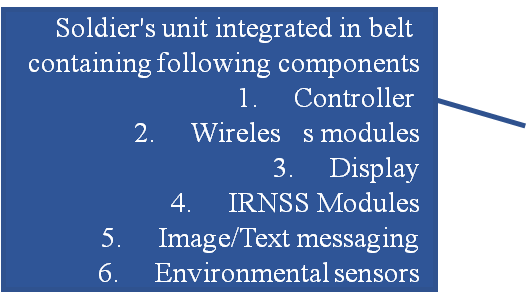 Soldier's unit integrated in belt
containing following components
1. Controller
2. Wireles s modules
3. Display
4. IRNSS Modules
5. Image/Text messaging
6. Environmental sensors